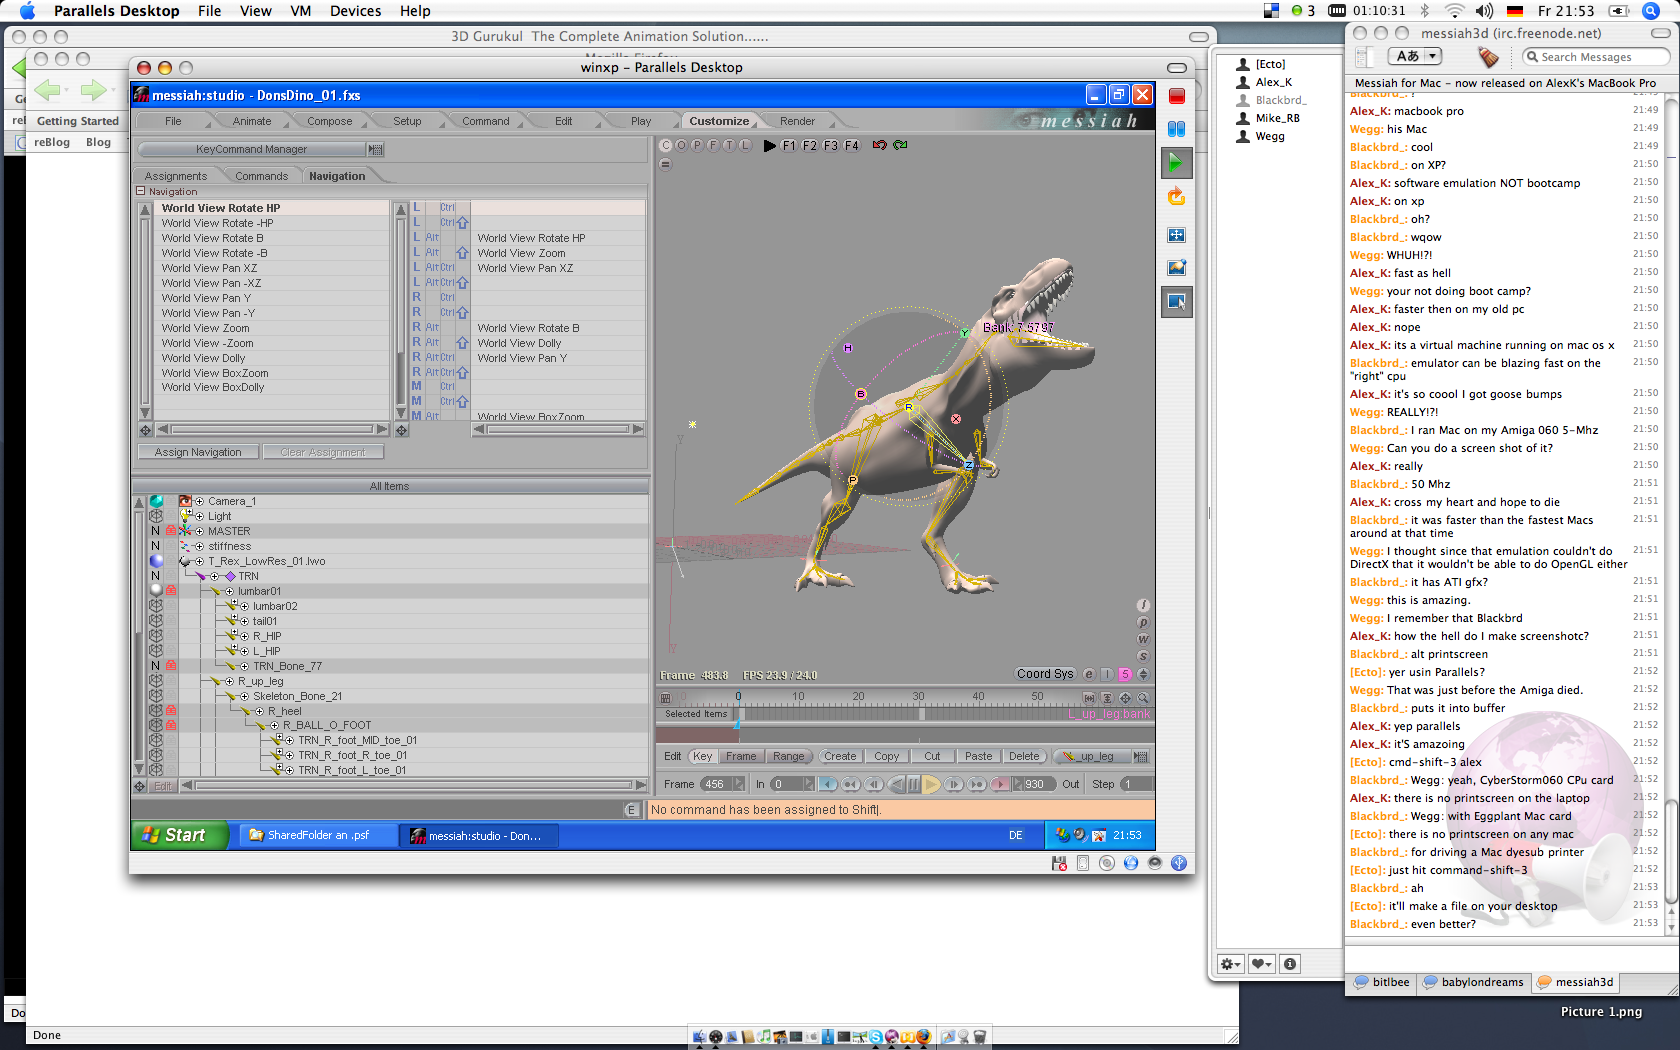 Parallels Desktop File View VM Devices Help
3 01:10:31 Fr 21:53
3D Gurukul The Complete Animation Solution......
Getting Started
reBlog Blog
winxp – Parallels Desktop
messiah:studio - DonsDino_01.fxs
File Animate Compose Setup Command Edit Play Customize Render
messiah
KeyCommand Manager
Assignments Commands Navigation
Navigation
World View Rotate HP
World View Rotate -HP
World View Rotate B
World View Rotate -B
World View Pan XZ
World View Pan -XZ
World View Pan Y
World View Pan -Y
World View Zoom
World View -Zoom
World View Dolly
World View BoxZoom
World View BoxDolly
L Ctrl
L Ctrl
L Alt World View Rotate HP
L Alt World View Zoom
L Alt Ctrl World View Pan XZ
L Alt Ctrl
R Ctrl
R Ctrl
R Alt World View Rotate B
R Alt World View Dolly
R Alt Ctrl World View Pan Y
R Alt Ctrl
M Ctrl
M Ctrl
M Alt World View BoxZoom
Assign Navigation Clear Assignment
All Items
Camera_1
Light
N MASTER
N stiffness
T_Rex_LowRes_01.lwo
N TRN
lumbar01
lumbar02
tail01
R_HIP
L_HIP
N TRN_Bone_77
R_up_leg
Skeleton_Bone_21
R_heel
R_BALL_O_FOOT
TRN_R_foot_MID_toe_01
TRN_R_foot_R_toe_01
TRN_R_foot_L_toe_01
Edit
C O P F T L F1 F2 F3 F4
Bank: 7.5797
H
Y
B
R
X
Z
P
Frame 483.8 FPS 23.9 / 24.0
Coord Sys e I 5
j
p
w
s
0 10 20 30 40 50
Selected Items L_up_leg bank
Edit Key Frame Range Create Copy Cut Paste Delete _up_leg
Frame 456 In 0 930 Out Step 1
E No command has been assigned to Shift|.
Start SharedFolder an .psf messiah:studio - Don... DE 21:53
Done
[Ecto]
Alex_K
Blackbrd_
Mike_RB
Wegg
messiah3d (irc.freenode.net)
Aあ Search Messages
Messiah for Mac – now released on AlexK's MacBook Pro
Alex_K: macbook pro 21:49
Wegg: his Mac 21:49
Blackbrd_: cool 21:49
Blackbrd_: on XP? 21:50
Alex_K: software emulation NOT bootcamp 21:50
Alex_K: on xp 21:50
Blackbrd_: oh? 21:50
Blackbrd_: wqow 21:50
Wegg: WHUH!?! 21:50
Alex_K: fast as hell 21:50
Wegg: your not doing boot camp? 21:50
Alex_K: faster then on my old pc 21:50
Alex_K: nope 21:50
Alex_K: its a virtual machine running on mac os x 21:50
Blackbrd_: emulator can be blazing fast on the 21:50
"right" cpu
Alex_K: it's so coool I got goose bumps 21:50
Wegg: REALLY!?! 21:50
Blackbrd_: I ran Mac on my Amiga 060 5-Mhz 21:50
Wegg: Can you do a screen shot of it? 21:50
Alex_K: really 21:50
Blackbrd_: 50 Mhz 21:51
Alex_K: cross my heart and hope to die 21:51
Blackbrd_: it was faster than the fastest Macs 21:51
around at that time
Wegg: I thought since that emulation couldn't do 21:51
DirectX that it wouldn't be able to do OpenGL either
Blackbrd_: it has ATI gfx? 21:51
Wegg: this is amazing. 21:51
Wegg: I remember that Blackbrd 21:51
Alex_K: how the hell do I make screenshotc? 21:51
Blackbrd_: alt printscreen 21:51
[Ecto]: yer usin Parallels? 21:52
Wegg: That was just before the Amiga died. 21:52
Blackbrd_: puts it into buffer 21:52
Alex_K: yep parallels 21:52
Alex_K: it'S amazoing 21:52
[Ecto]: cmd-shift-3 alex 21:52
Blackbrd_: Wegg: yeah, CyberStorm060 CPu card 21:52
Alex_K: there is no printscreen on the laptop 21:52
Blackbrd_: Wegg: with Eggplant Mac card 21:52
[Ecto]: there is no printscreen on any mac 21:52
Blackbrd_: for driving a Mac dyesub printer 21:52
[Ecto]: just hit command-shift-3 21:52
Blackbrd_: ah 21:53
[Ecto]: it'll make a file on your desktop 21:53
Blackbrd_: even better? 21:53
bitlbee babylondreams messiah3d
Picture 1.png